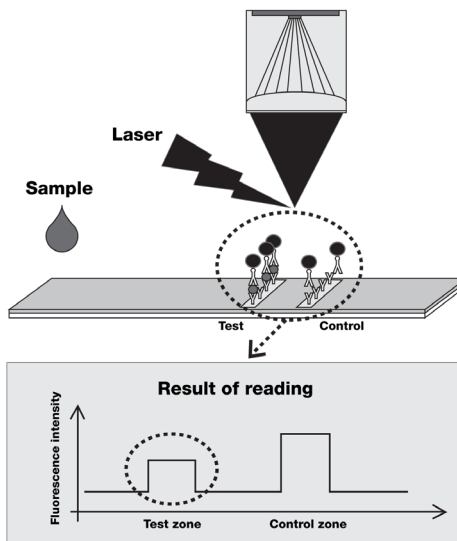 Laser
Sample
Test
Control
Result of reading
Fluorescence intensity
Test zone
Control zone